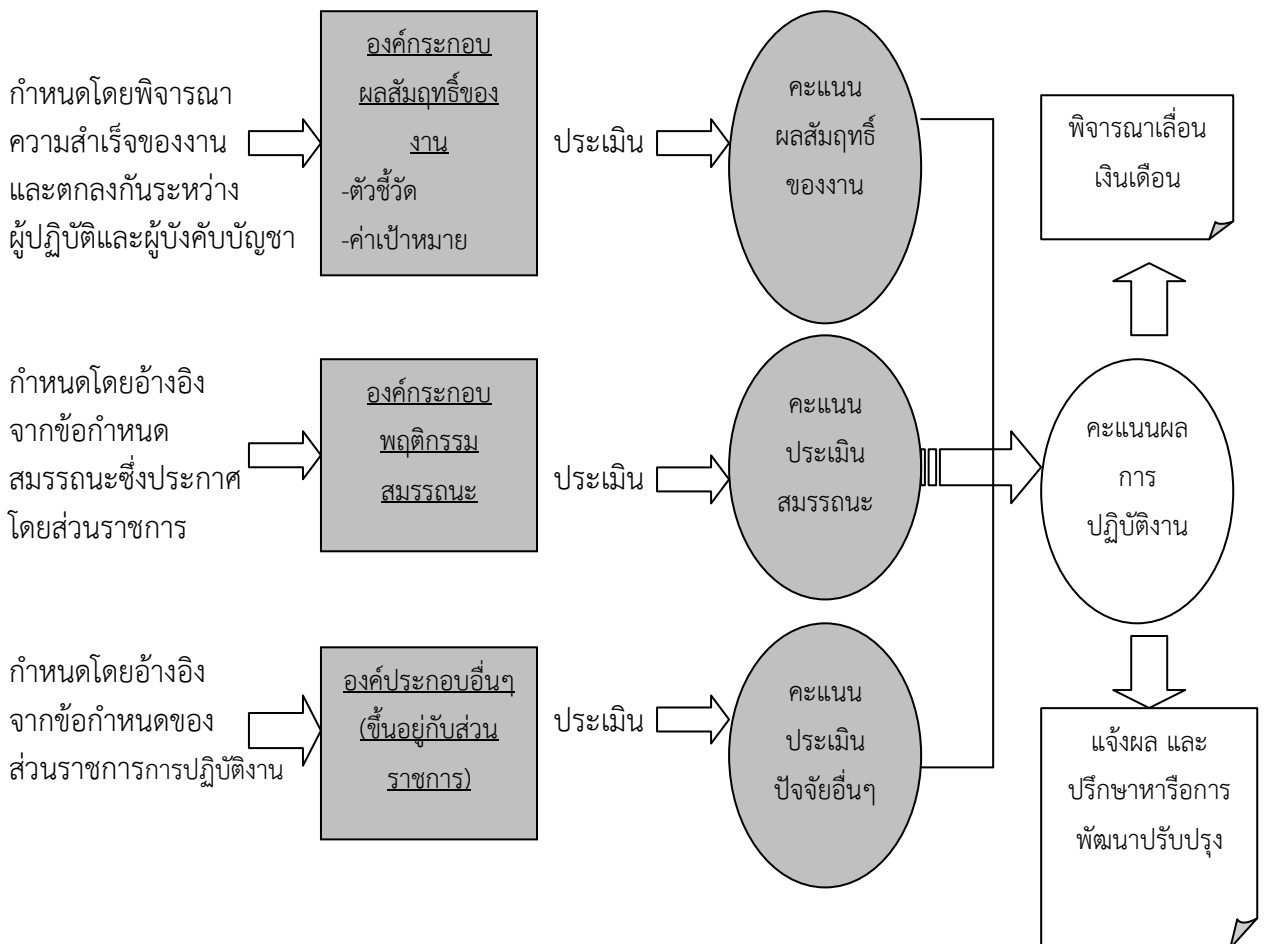 กำหนดโดยพิจารณา
ความสำเร็จของงาน
และตกลงกันระหว่าง
ผู้ปฏิบัติและผู้บังคับบัญชา
องค์กระกอบ
ผลสัมฤทธิ์ของ
งาน
-ตัวชี้วัด
-ค่าเป้าหมาย
ประเมิน
คะแนน
ผลสัมฤทธิ์
ของงาน
พิจารณาเลื่อน
เงินเดือน
กำหนดโดยอ้างอิง
จากข้อกำหนด
สมรรถนะซึ่งประกาศ
โดยส่วนราชการ
องค์กระกอบ
พฤติกรรม
สมรรถนะ
ประเมิน
คะแนน
ประเมิน
สมรรถนะ
คะแนนผล
การ
ปฏิบัติงาน
กำหนดโดยอ้างอิง
จากข้อกำหนดของ
ส่วนราชการการปฏิบัติงาน
องค์ประกอบอื่นๆ
(ขึ้นอยู่กับส่วน
ราชการ)
ประเมิน
คะแนน
ประเมิน
ปัจจัยอื่นๆ
แจ้งผล และ
ปรึกษาหารือการ
พัฒนาปรับปรุง